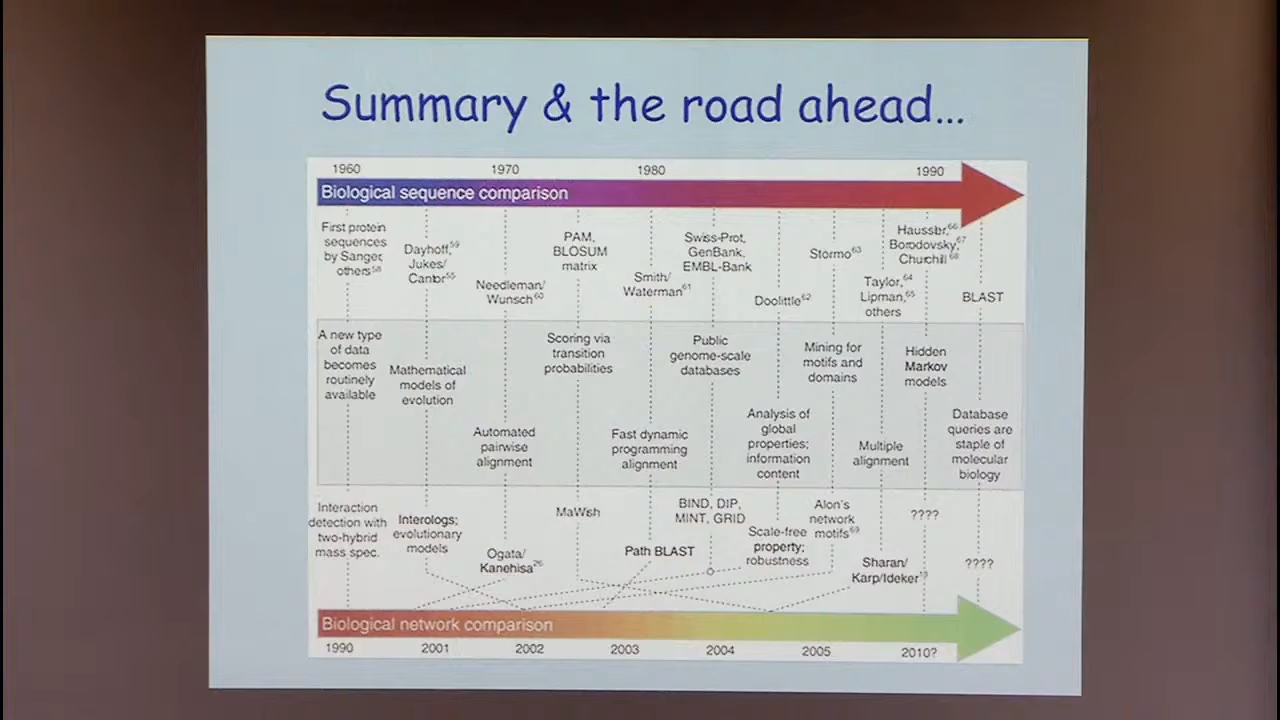 Summary & the road ahead...
1960 1970 1980 1990
Biological sequence comparison
First protein
sequences
by Sanger,
others58
Dayhoff,59
Jukes/
Cantor55
Needleman/
Wunsch60
PAM,
BLOSUM
matrix
Smith/
Waterman61
Swiss-Prot,
GenBank,
EMBL-Bank
Doolittle62
Stormo63
Taylor,64
Lipman,65
others
Haussler,66
Borodovsky,67
Churchill68
BLAST
A new type
of data
becomes
routinely
available
Mathematical
models of
evolution
Automated
pairwise
alignment
Scoring via
transition
probabilities
Fast dynamic
programming
alignment
Public
genome-scale
databases
Analysis of
global
properties;
information
content
Mining for
motifs and
domains
Multiple
alignment
Hidden
Markov
models
Database
queries are
staple of
molecular
biology
Interaction
detection with
two-hybrid
mass spec.
Interologs;
evolutionary
models
Ogata/
Kanehisa26
MaWish
Path BLAST
BIND, DIP,
MINT, GRID
Scale-free
property;
robustness
Alon's
network
motifs69
Sharan/
Karp/Ideker
????
????
Biological network comparison
1990 2001 2002 2003 2004 2005 2010?